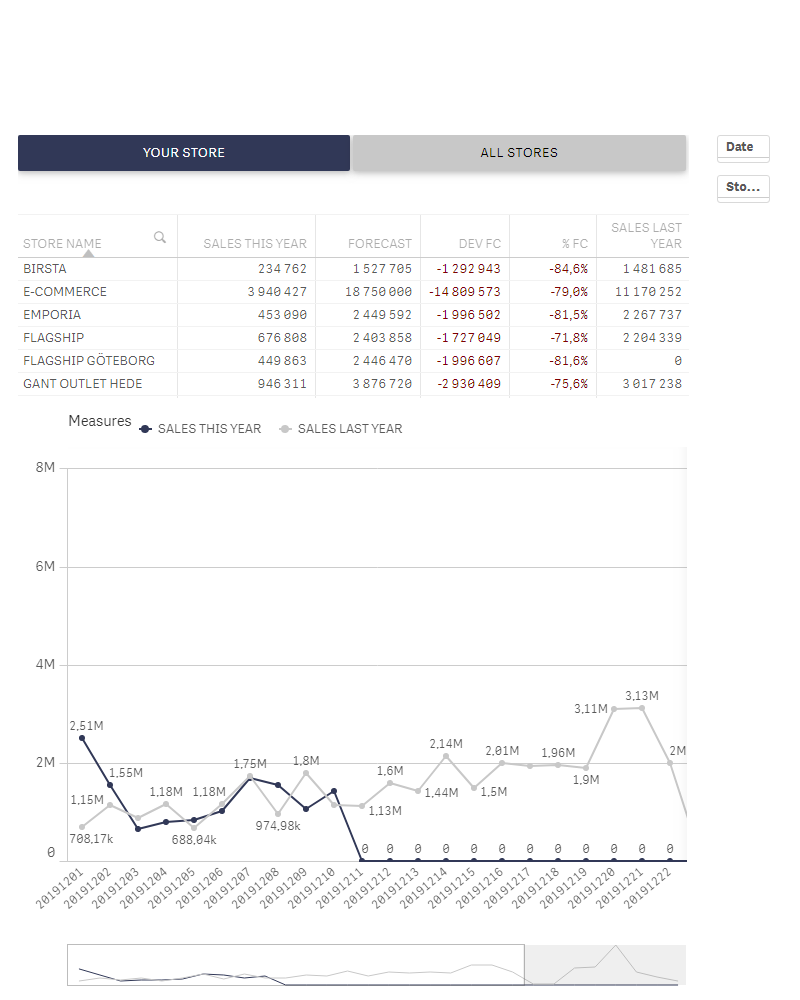 YOUR STORE ALL STORES Date
Sto...
STORE NAME SALES THIS YEAR FORECAST DEV FC % FC SALES LAST YEAR
BIRSTA 234 762 1 527 705 -1 292 943 -84,6% 1 481 685
E-COMMERCE 3 940 427 18 750 000 -14 809 573 -79,0% 11 170 252
EMPORIA 453 090 2 449 592 -1 996 502 -81,5% 2 267 737
FLAGSHIP 676 808 2 403 858 -1 727 049 -71,8% 2 204 339
FLAGSHIP GÖTEBORG 449 863 2 446 470 -1 996 607 -81,6% 0
GANT OUTLET HEDE 946 311 3 876 720 -2 930 409 -75,6% 3 017 238
Measures SALES THIS YEAR SALES LAST YEAR
8M
6M
4M
3,11M 3,13M
2,51M
2,14M 2,01M 1,96M 2M
2M
1,55M 1,75M 1,8M 1,6M 1,9M
1,15M 1,18M 1,18M 1,44M 1,5M
708,17k 688,04k 974,98k 1,13M
0 0 0 0 0 0 0 0 0 0 0 0
0
20191201 20191202 20191203 20191204 20191205 20191206 20191207 20191208 20191209 20191210 20191211 20191212 20191213 20191214 20191215 20191216 20191217 20191218 20191219 20191220 20191221 20191222